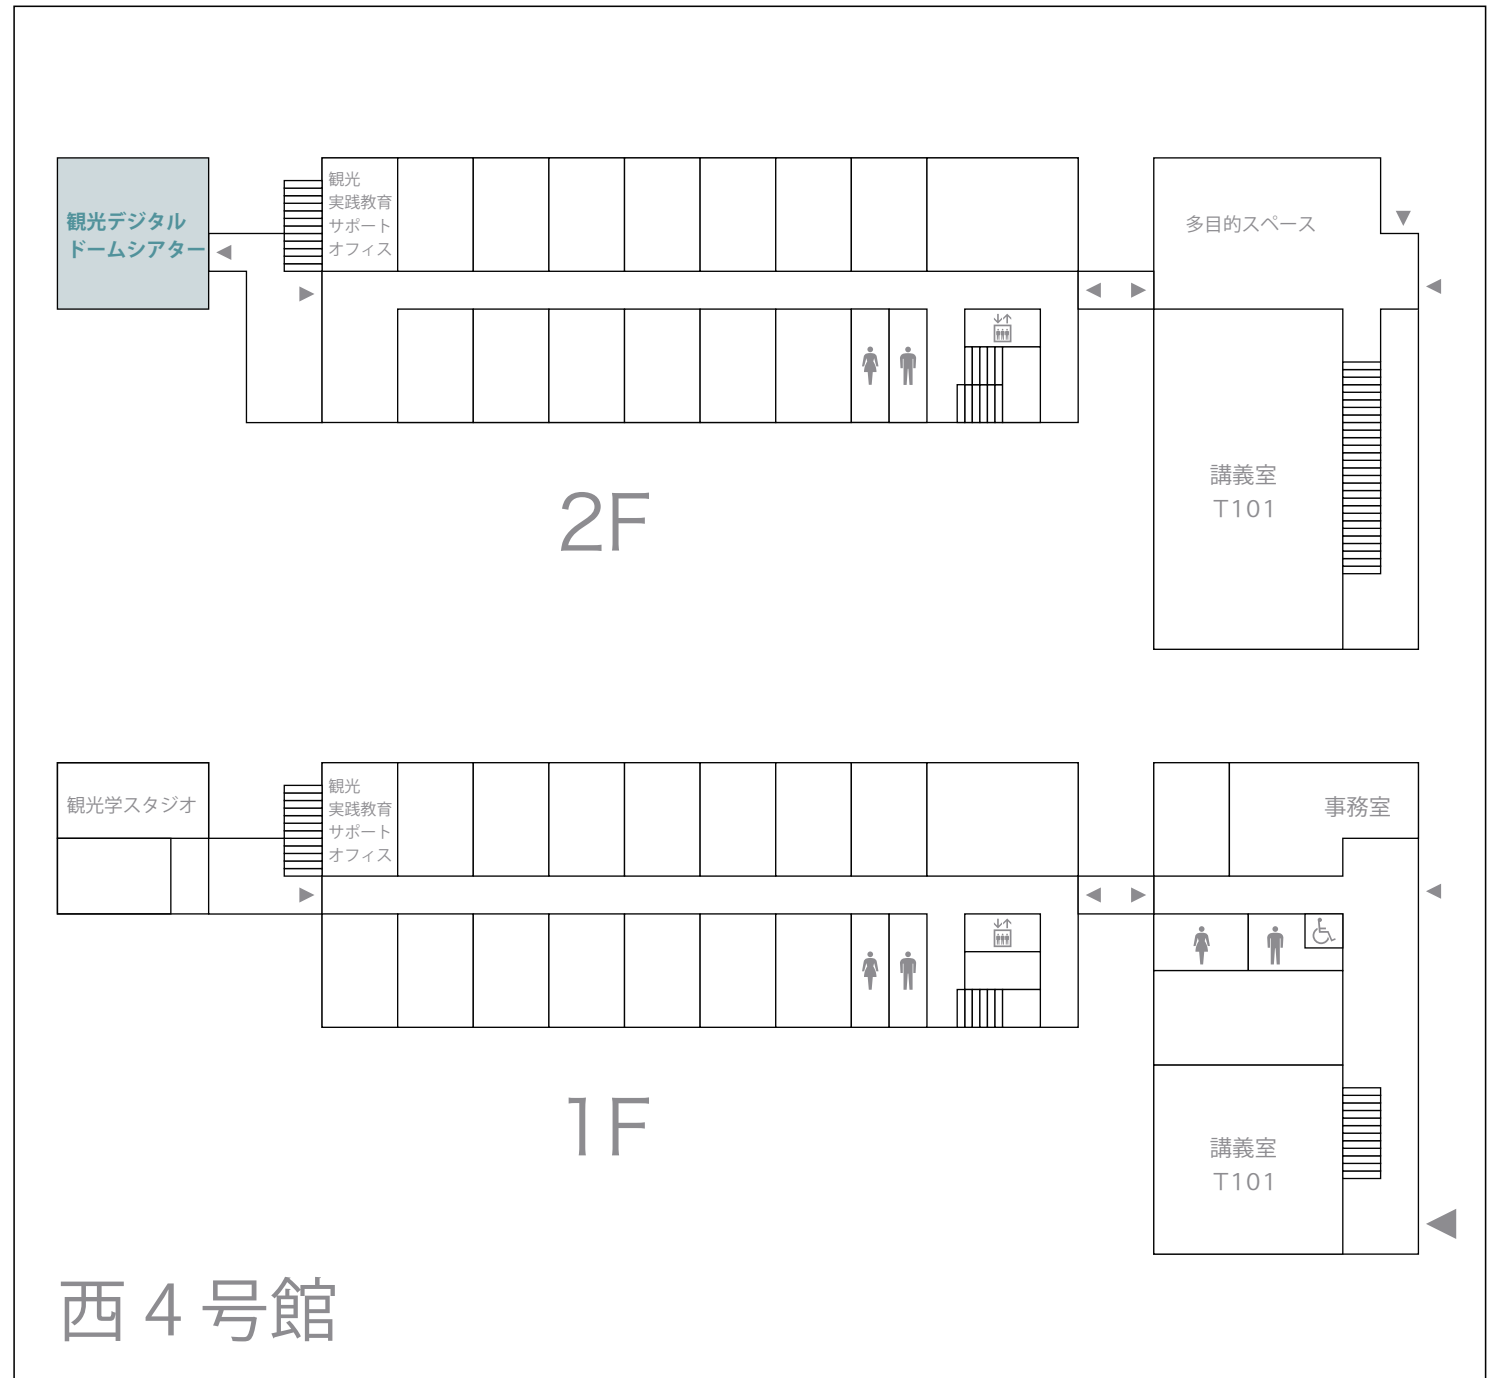 観光デジタル
ドームシアター
観光
実践教育
サポート
オフィス
多目的スペース
講義室
T101
2F
観光学スタジオ
観光
実践教育
サポート
オフィス
事務室
講義室
T101
1F
西４号館